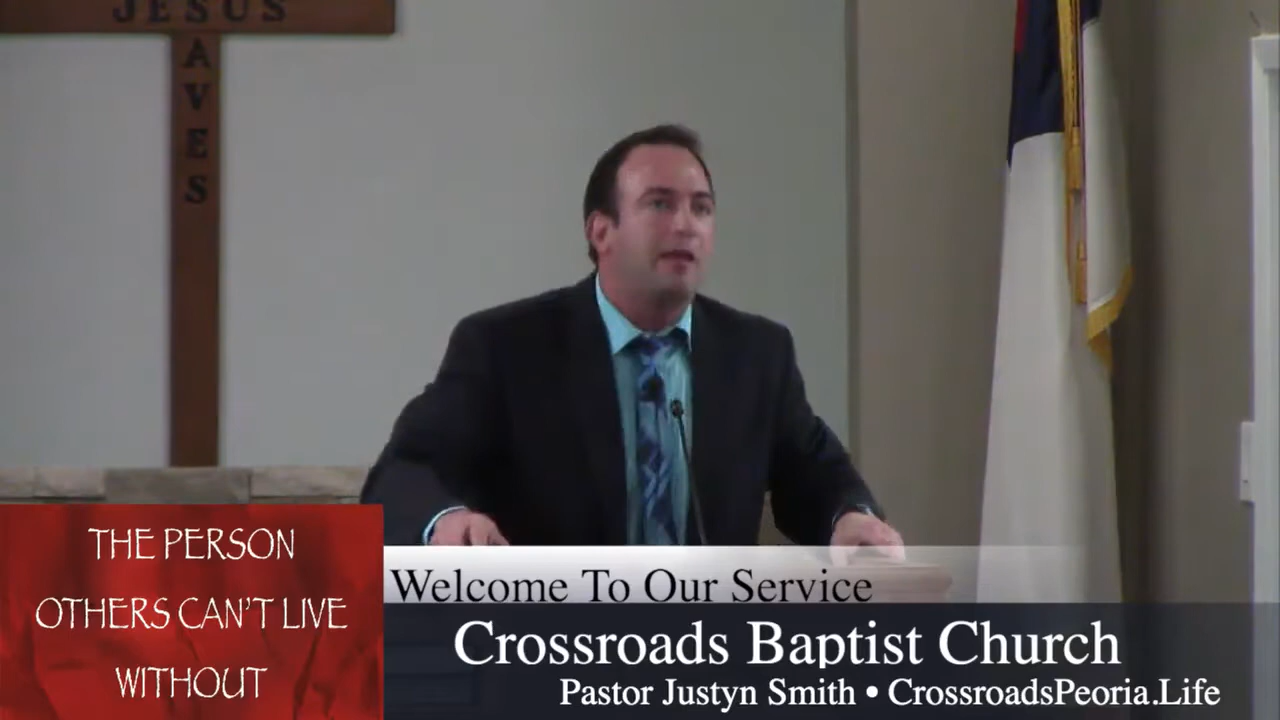 JESUS
SAVES
THE PERSON
OTHERS CAN'T LIVE
WITHOUT
Welcome To Our Service
Crossroads Baptist Church
Pastor Justyn Smith • CrossroadsPeoria.Life